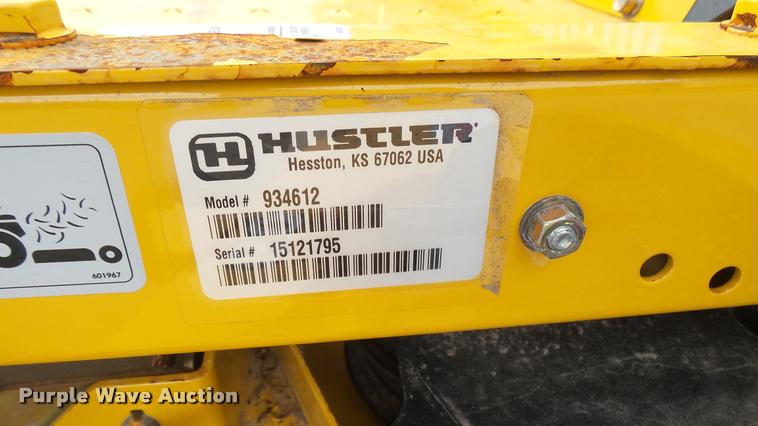 H HUSTLER
Hesston, KS 67062 USA
Model # 934612
Serial # 15121795
601967
Purple Wave Auction